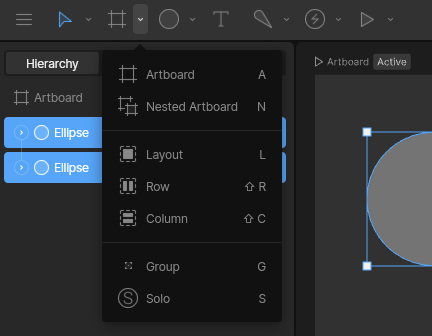 Hierarchy
Artboard Active
Artboard
Ellipse
Ellipse
Artboard A
Nested Artboard N
Layout L
Row ⇧ R
Column ⇧ C
Group G
Solo S